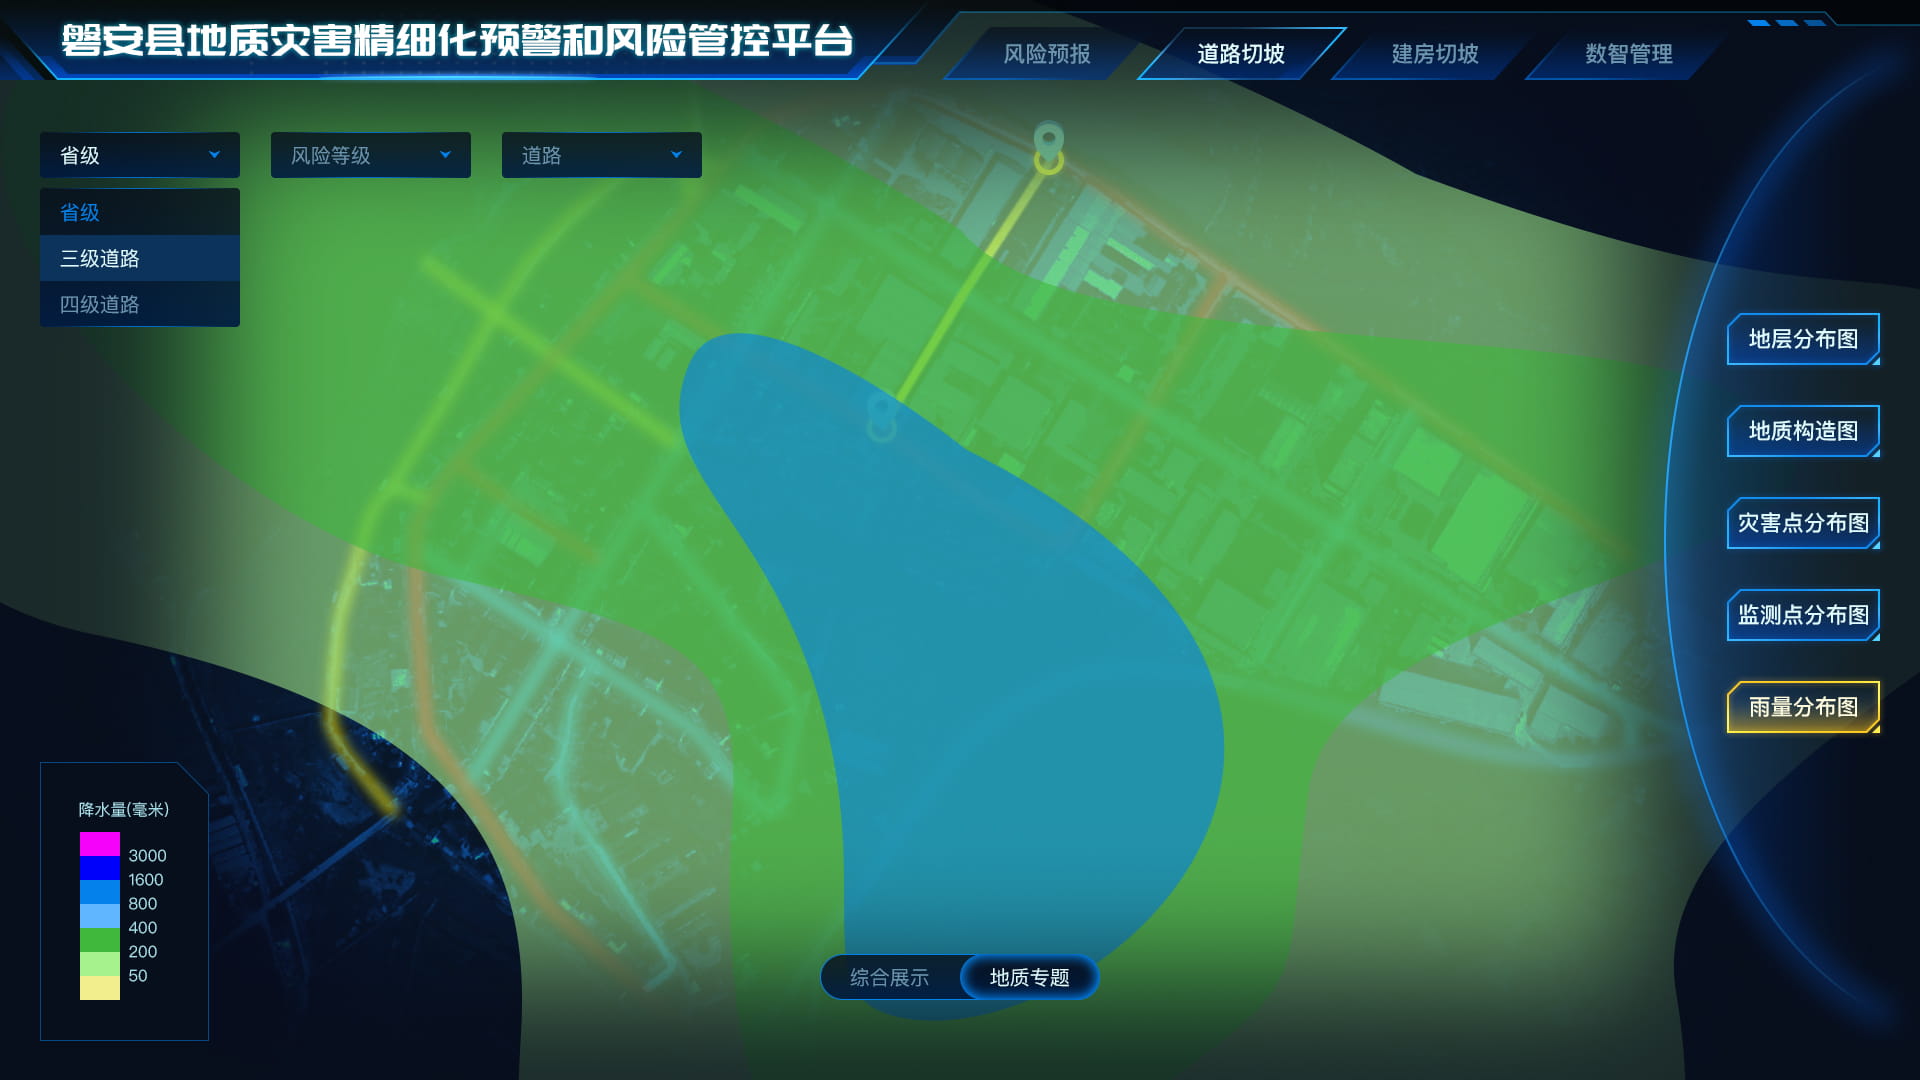 磐安县地质灾害精细化预警和风险管控平台
风险预报
道路切坡
建房切坡
数智管理
省级
风险等级
道路
省级
三级道路
四级道路
地层分布图
地质构造图
灾害点分布图
监测点分布图
雨量分布图
降水量(毫米)
3000
1600
800
400
200
50
综合展示
地质专题